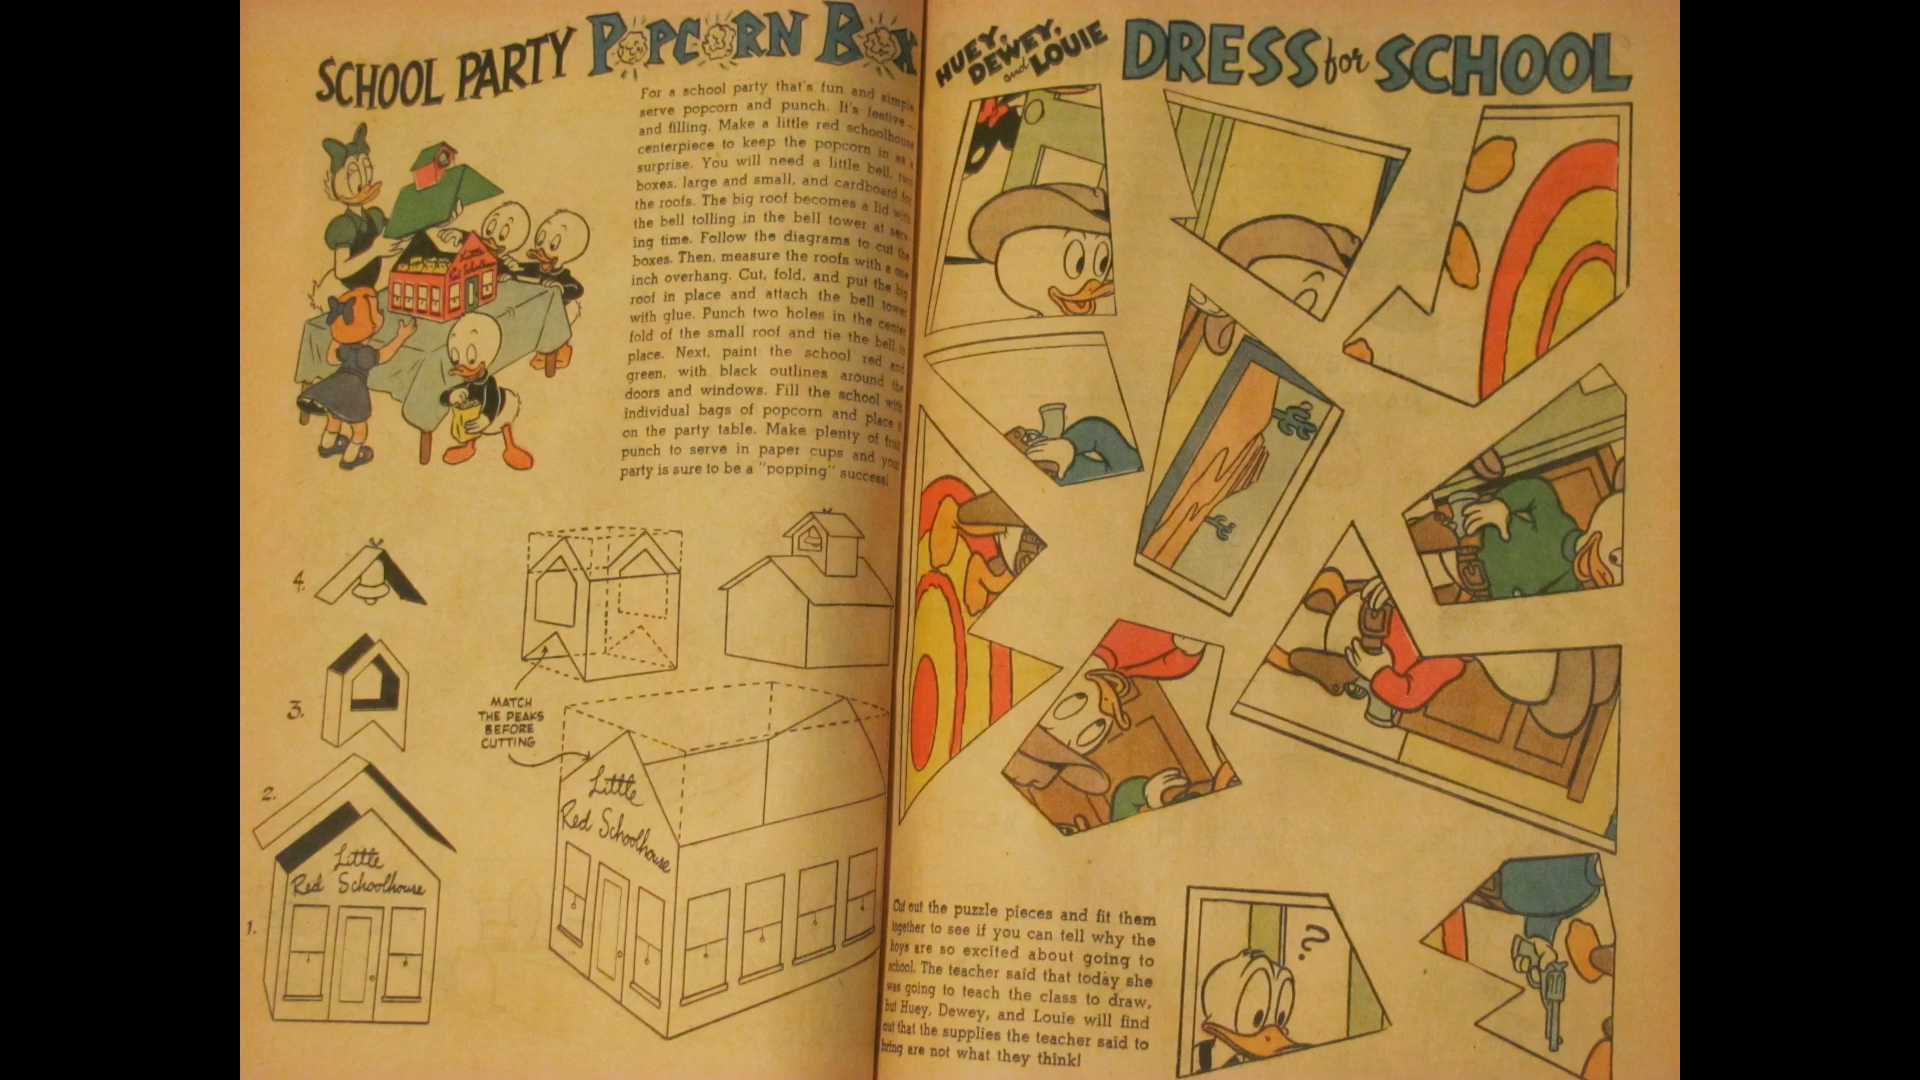 SCHOOL PARTY POPCORN BOX
For a school party that's fun and simple
serve popcorn and punch. It's festive —
and filling. Make a little red schoolhouse
centerpiece to keep the popcorn in as a
surprise. You will need a little bell, two
boxes, large and small, and cardboard for
the roofs. The big roof becomes a lid with
the bell tolling in the bell tower at serv-
ing time. Follow the diagrams to cut the
boxes. Then, measure the roofs with a one
inch overhang. Cut, fold, and put the big
roof in place and attach the bell tower
with glue. Punch two holes in the center
fold of the small roof and tie the bell in
place. Next, paint the school red and
green, with black outlines around the
doors and windows. Fill the school with
individual bags of popcorn and place it
on the party table. Make plenty of fruit
punch to serve in paper cups and your
party is sure to be a "popping" success!
Little
Red Schoolhouse
4.
3.
2.
1.
MATCH
THE PEAKS
BEFORE
CUTTING
Little
Red Schoolhouse
Little
Red Schoolhouse
HUEY,
DEWEY,
and LOUIE
DRESS for SCHOOL
Cut out the puzzle pieces and fit them
together to see if you can tell why the
boys are so excited about going to
school. The teacher said that today she
was going to teach the class to draw,
but Huey, Dewey, and Louie will find
out that the supplies the teacher said to
bring are not what they think!
?